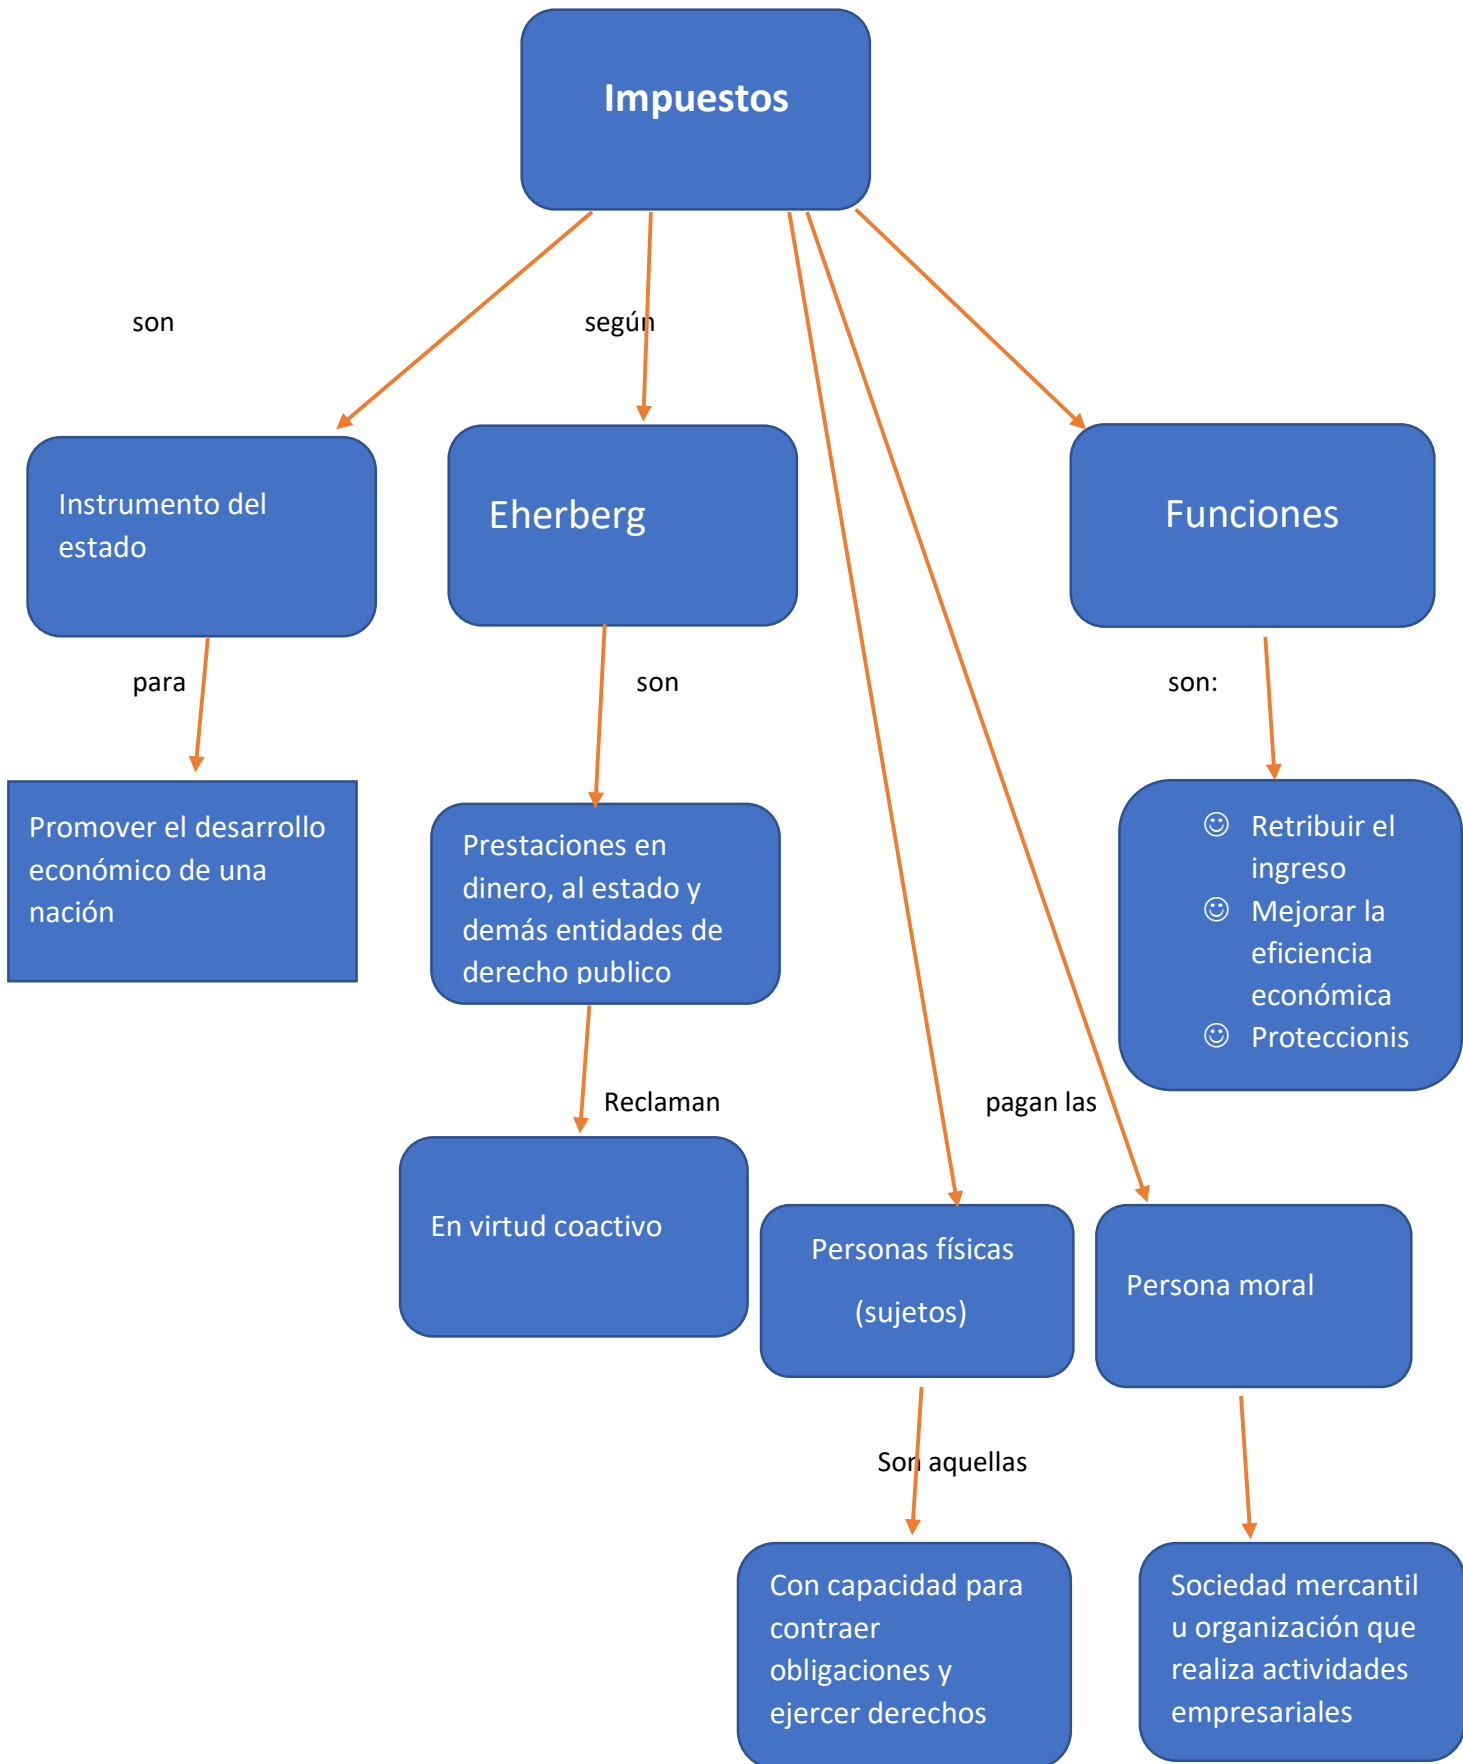 Impuestos
son
según
Instrumento del
estado
Eherberg
Funciones
para
son
son:
Promover el desarrollo
económico de una
nación
Prestaciones en
dinero, al estado y
demás entidades de
derecho publico
Retribuir el
ingreso
Mejorar la
eficiencia
económica
Proteccionis
Reclaman
pagan las
En virtud coactivo
Personas físicas
(sujetos)
Persona moral
Son aquellas
Con capacidad para
contraer
obligaciones y
ejercer derechos
Sociedad mercantil
u organización que
realiza actividades
empresariales